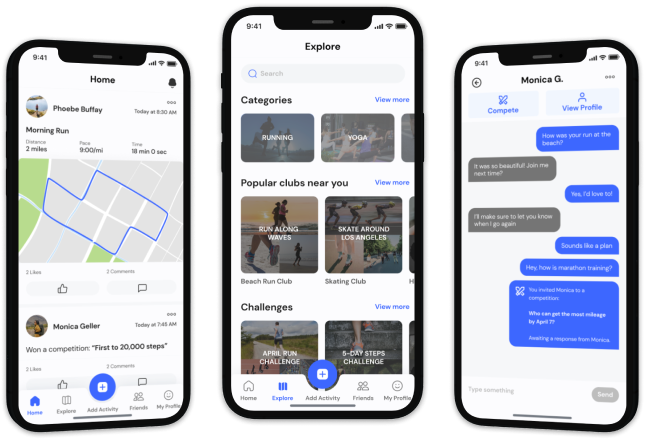 9:41
Home
Phoebe Buffay
Today at 8:30 AM
Morning Run
Distance Pace Time
2 miles 9:00/mi 18 min 0 sec
2 Likes 2 Comments
Monica Geller
Today at 7:45 AM
Won a competition: “First to 20,000 steps”
2 Likes 2 Comments
Home Explore Add Activity Friends My Profile
9:41
Explore
Search
Categories View more
RUNNING YOGA
Popular clubs near you View more
RUN ALONG
WAVES
SKATE AROUND
LOS ANGELES
Beach Run Club Skating Club H
Challenges View more
APRIL RUN
CHALLENGE
5-DAY STEPS
CHALLENGE
Home Explore Add Activity Friends My Profile
9:41
Monica G.
Compete View Profile
How was your run at the
beach?
It was so beautiful! Join me
next time?
Yes, I'd love to!
I'll make sure to let you know
when I go again
Sounds like a plan
Hey, how is marathon training?
You invited Monica to a
competition:
Who can get the most mileage
by April 7?
Awaiting a response from Monica
Type something
Send